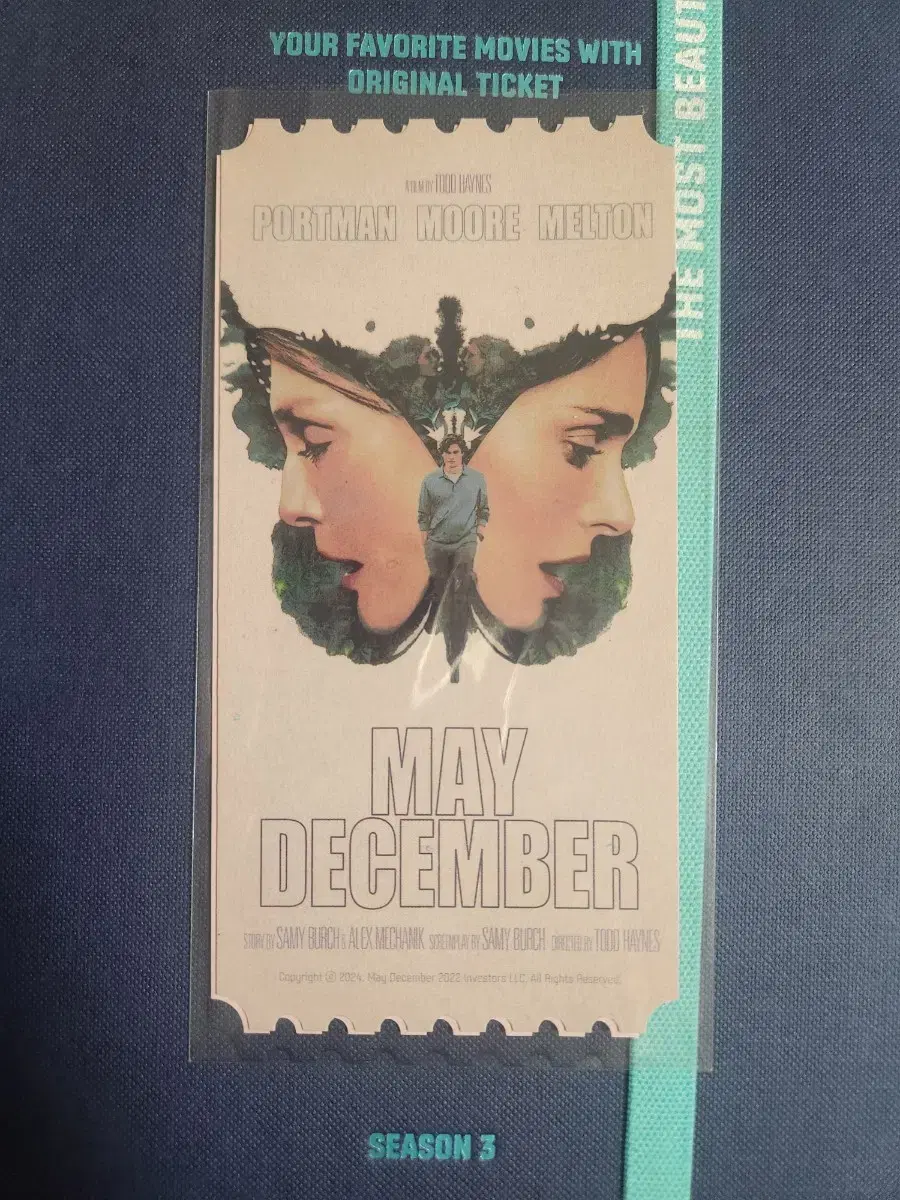 YOUR FAVORITE MOVIES WITH
ORIGINAL TICKET
THE MOST BEAUT
A FILM BY TODD HAYNES
PORTMAN MOORE MELTON
MAY
DECEMBER
STORY BY SAMY BURCH & ALEX MECHANIK SCREENPLAY BY SAMY BURCH DIRECTED BY TODD HAYNES
Copyright ⓒ 2024. May December 2022 Investors LLC. All Rights Reserved.
SEASON 3